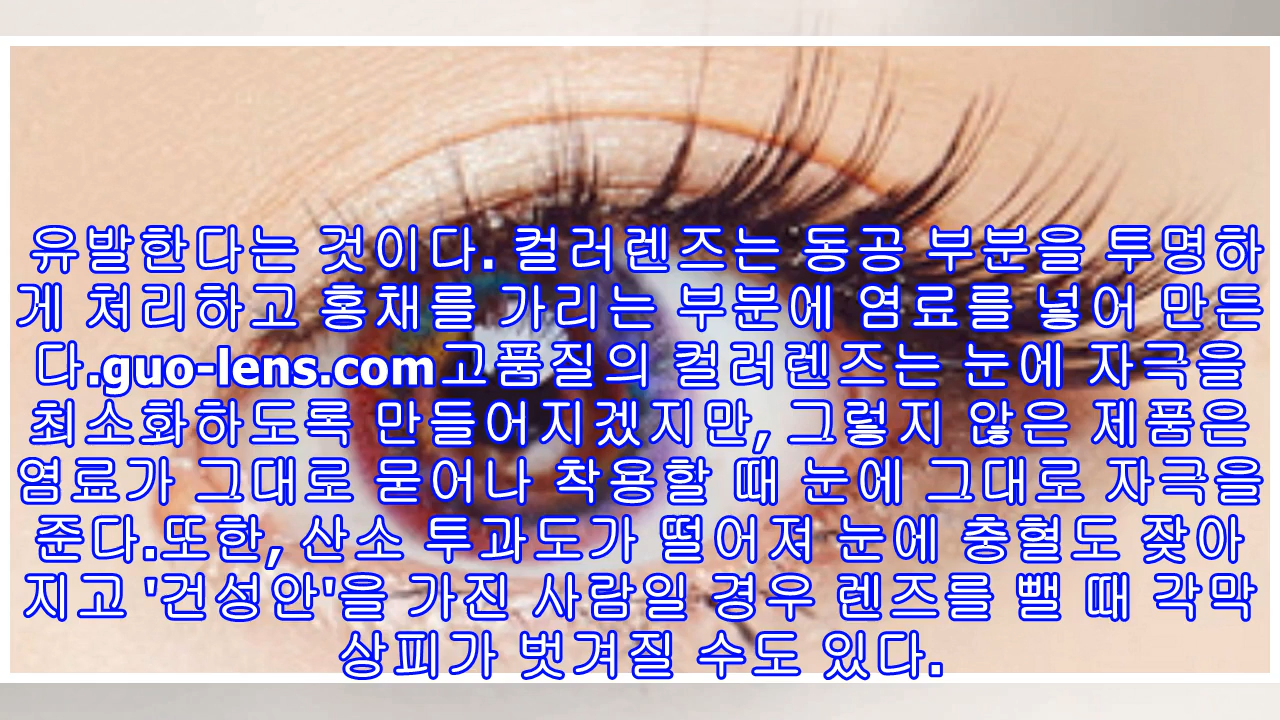 유발한다는 것이다. 컬러렌즈는 동공 부분을 투명하
게 처리하고 홍채를 가리는 부분에 염료를 넣어 만든
다.guo-lens.com고품질의 컬러렌즈는 눈에 자극을
최소화하도록 만들어지겠지만, 그렇지 않은 제품은
염료가 그대로 묻어나 착용할 때 눈에 그대로 자극을
준다.또한, 산소 투과도가 떨어져 눈에 충혈도 잦아
지고 '건성안'을 가진 사람일 경우 렌즈를 뺄 때 각막
상피가 벗겨질 수도 있다.